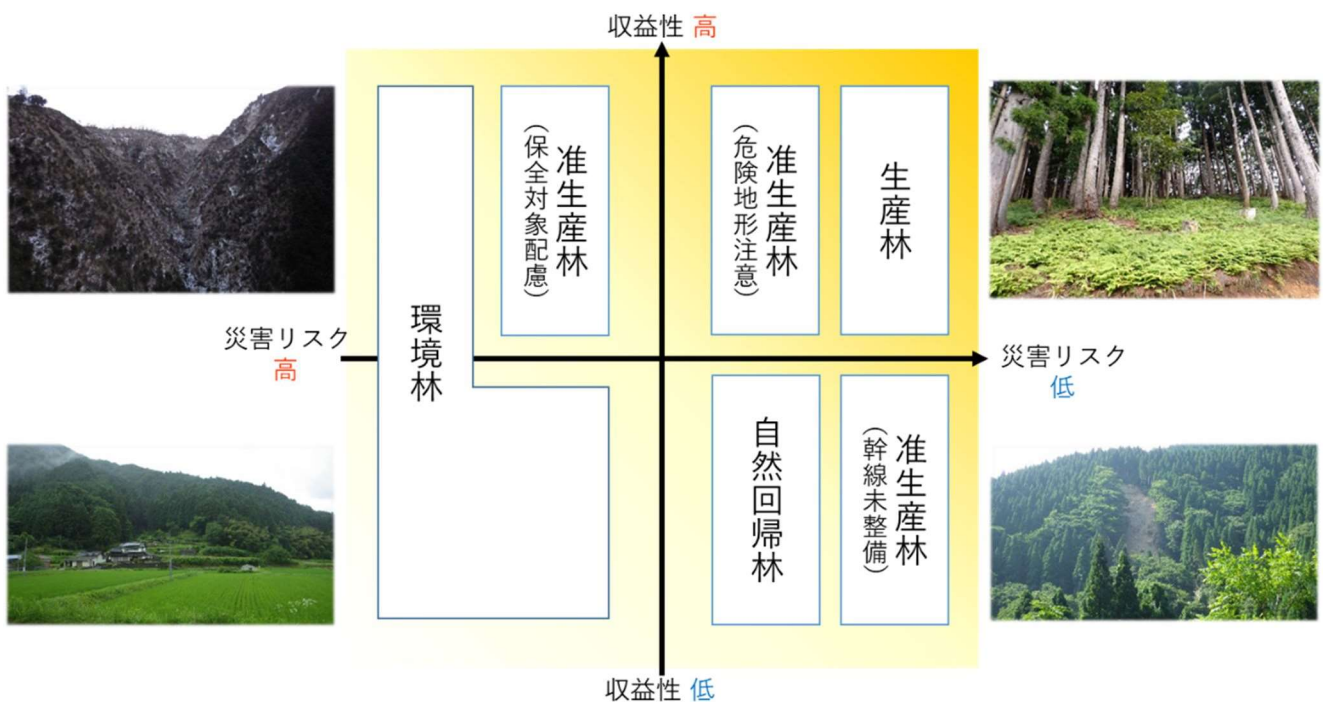 収益性 高
准生産林
（保全対象配慮）
准生産林
（危険地形注意）
生産林
環境林
災害リスク
高
災害リスク
低
自然回帰林
准生産林
（幹線未整備）
収益性 低